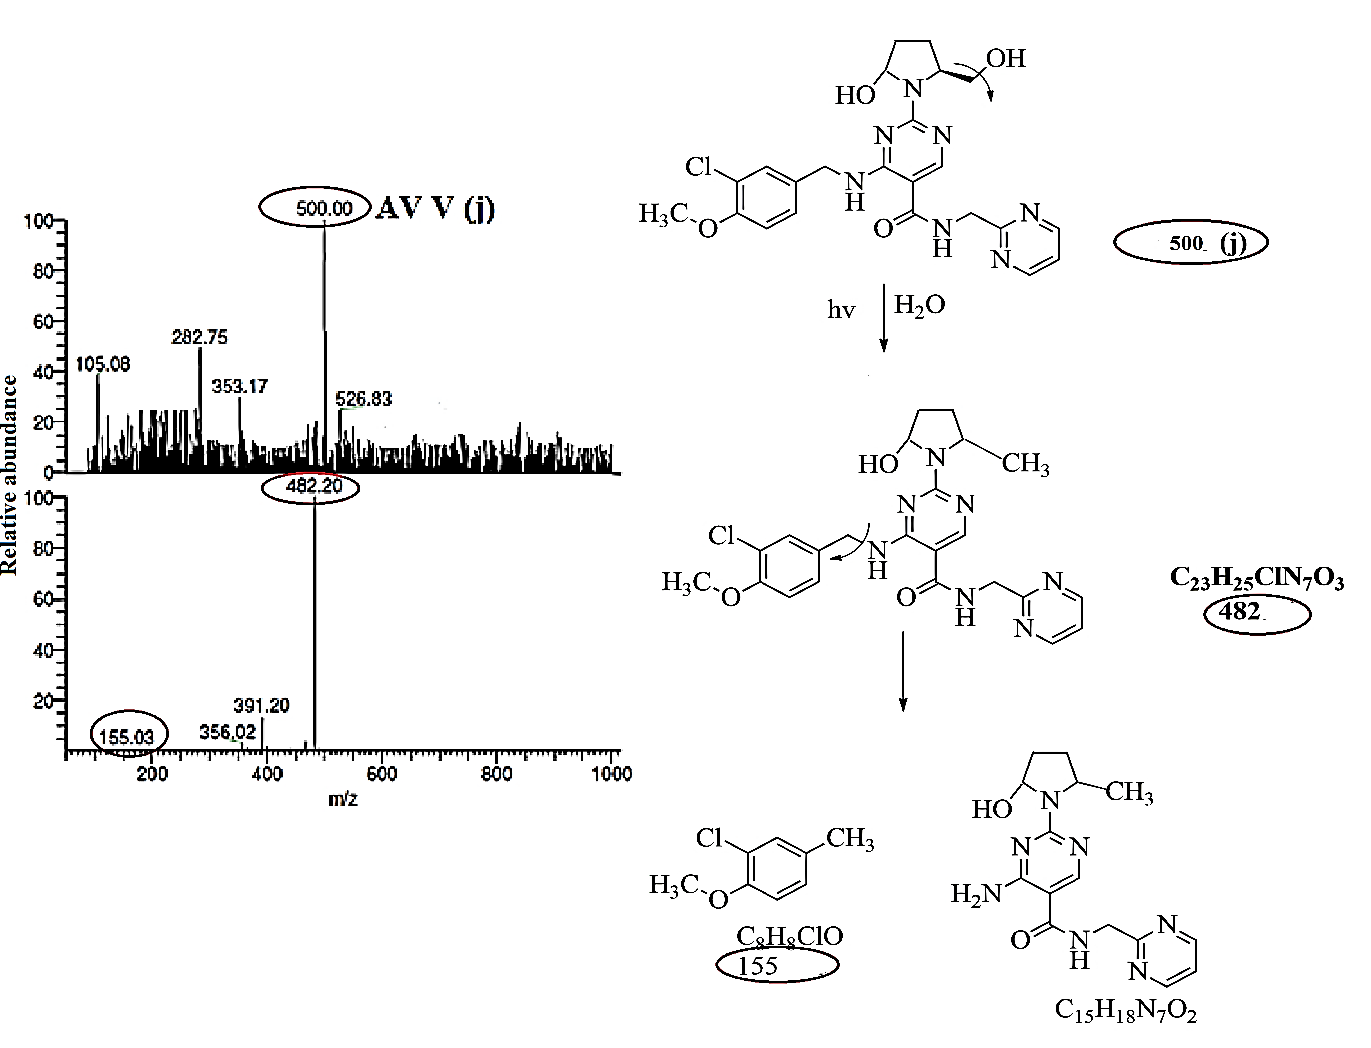 500.00 AV V (j)
100
80
60
40
20
0
282.75
105.08
353.17
526.83
Relative abundance
482.20
100
80
60
40
20
391.20
356.02
155.03
200
400
600
800
1000
m/z
OH
HO
N
N
N
Cl
N
H
H₃C
O
O
N
H
N
N
500 (j)
hv
H₂O
HO
N
CH₃
N
N
Cl
N
H
H₃C
O
O
N
H
N
N
C₂₃H₂₅ClN₇O₃
482
HO
N
CH₃
N
N
Cl
CH₃
H₃C
O
H₂N
O
N
H
N
N
C₈H₈ClO
155
C₁₅H₁₈N₇O₂